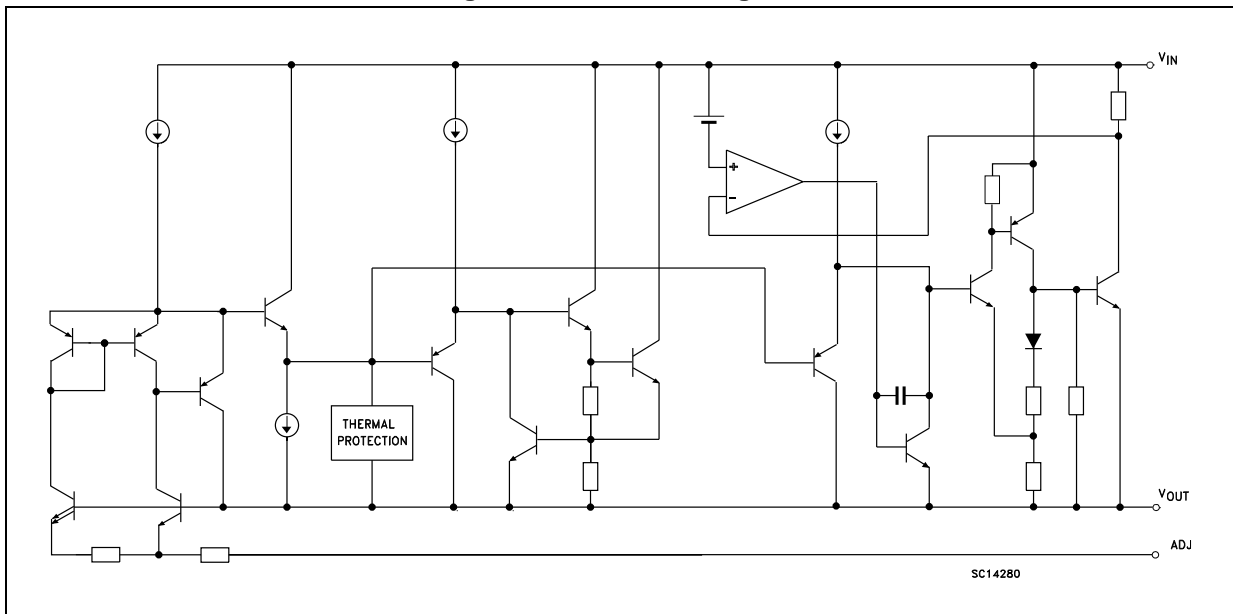 VIN
+
-
THERMAL
PROTECTION
VOUT
ADJ
SC14280